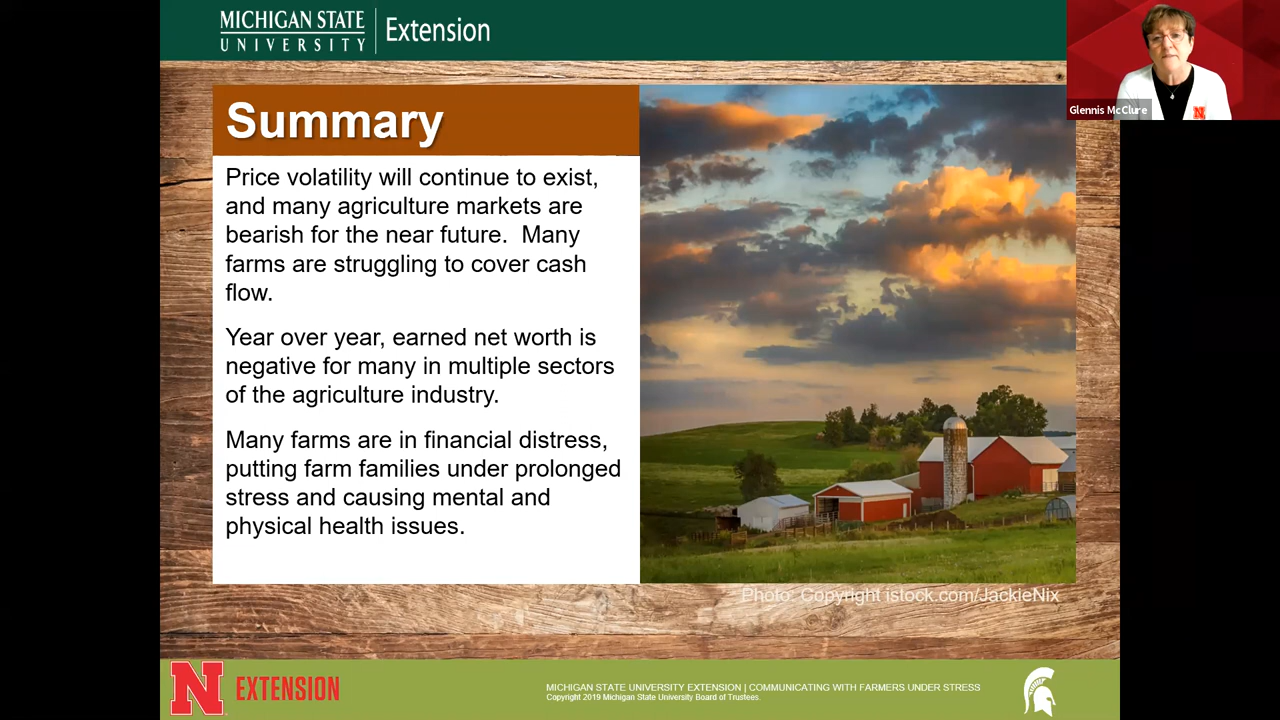 MICHIGAN STATE
UNIVERSITY
Extension
Glennis McClure
N
Summary
Price volatility will continue to exist,
and many agriculture markets are
bearish for the near future.  Many
farms are struggling to cover cash
flow.
Year over year, earned net worth is
negative for many in multiple sectors
of the agriculture industry.
Many farms are in financial distress,
putting farm families under prolonged
stress and causing mental and
physical health issues.
Photo: Copyright istock.com/JackieNix
N EXTENSION
MICHIGAN STATE UNIVERSITY EXTENSION | COMMUNICATING WITH FARMERS UNDER STRESS
Copyright 2019 Michigan State University Board of Trustees.